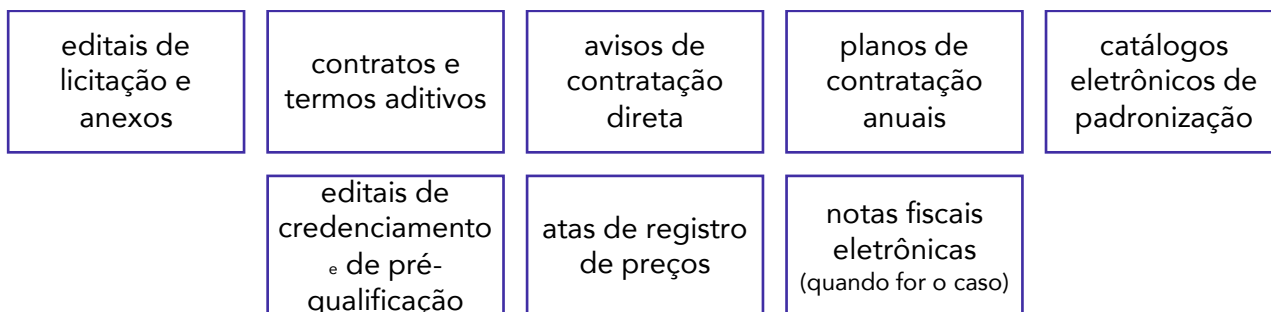 editais de
licitação e
anexos
contratos e
termos aditivos
avisos de
contratação
direta
planos de
contratação
anuais
catálogos
eletrônicos de
padronização
editais de
credenciamento
e de pré-
qualificação
atas de registro
de preços
notas fiscais
eletrônicas
(quando for o caso)